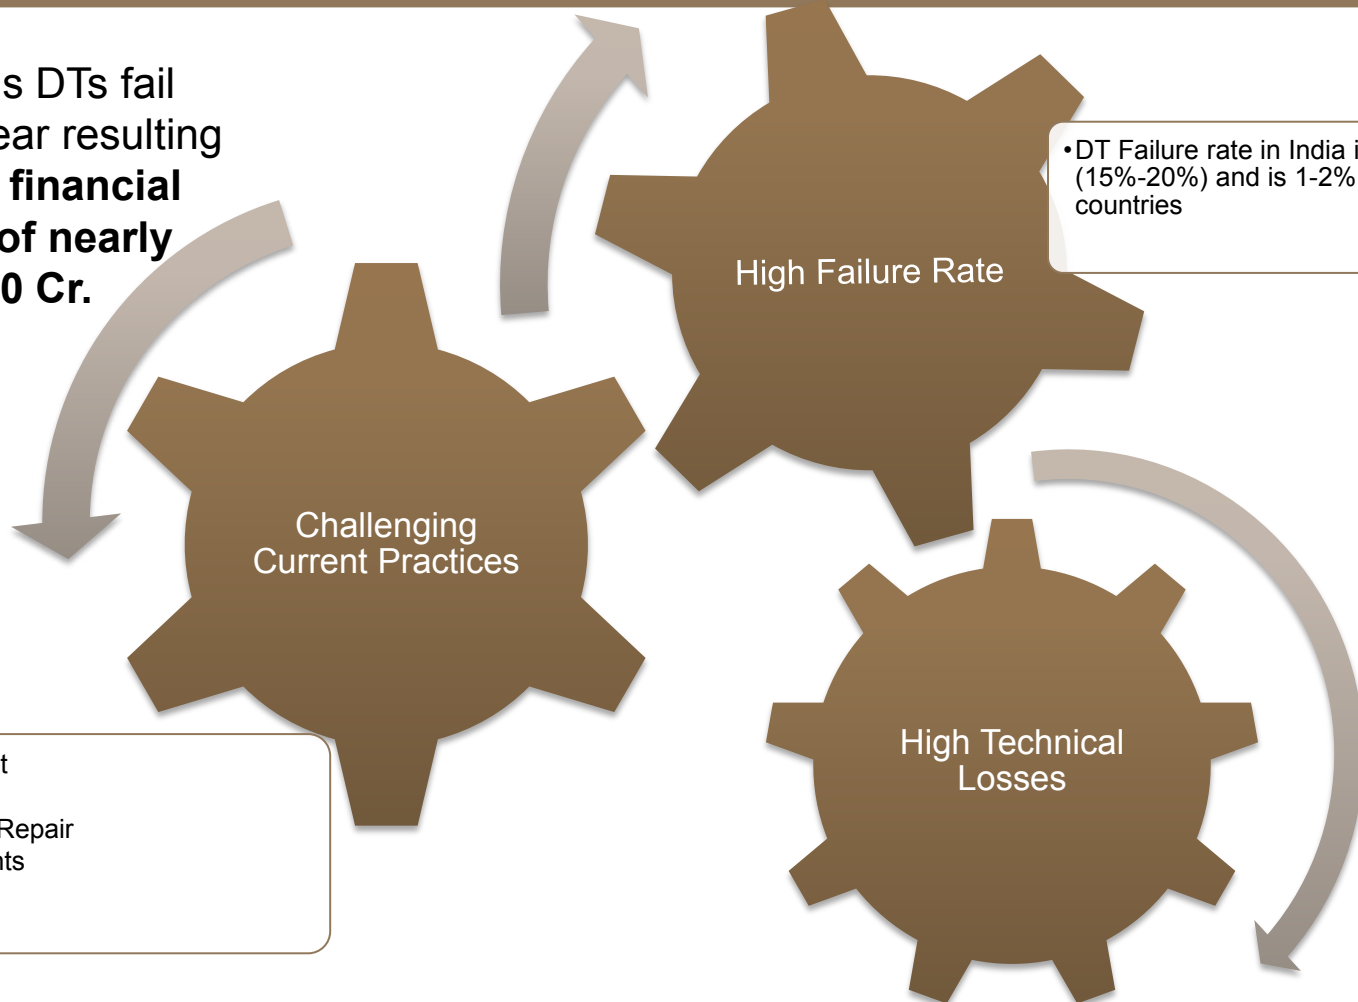 s DTs fail
ear resulting
financial
of nearly
0 Cr.
•DT Failure rate in India i
(15%-20%) and is 1-2%
countries
High Failure Rate
Challenging
Current Practices
High Technical
Losses
t
Repair
nts